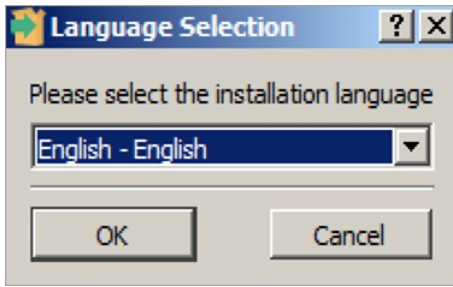 Language Selection
Please select the installation language
English - English
OK
Cancel